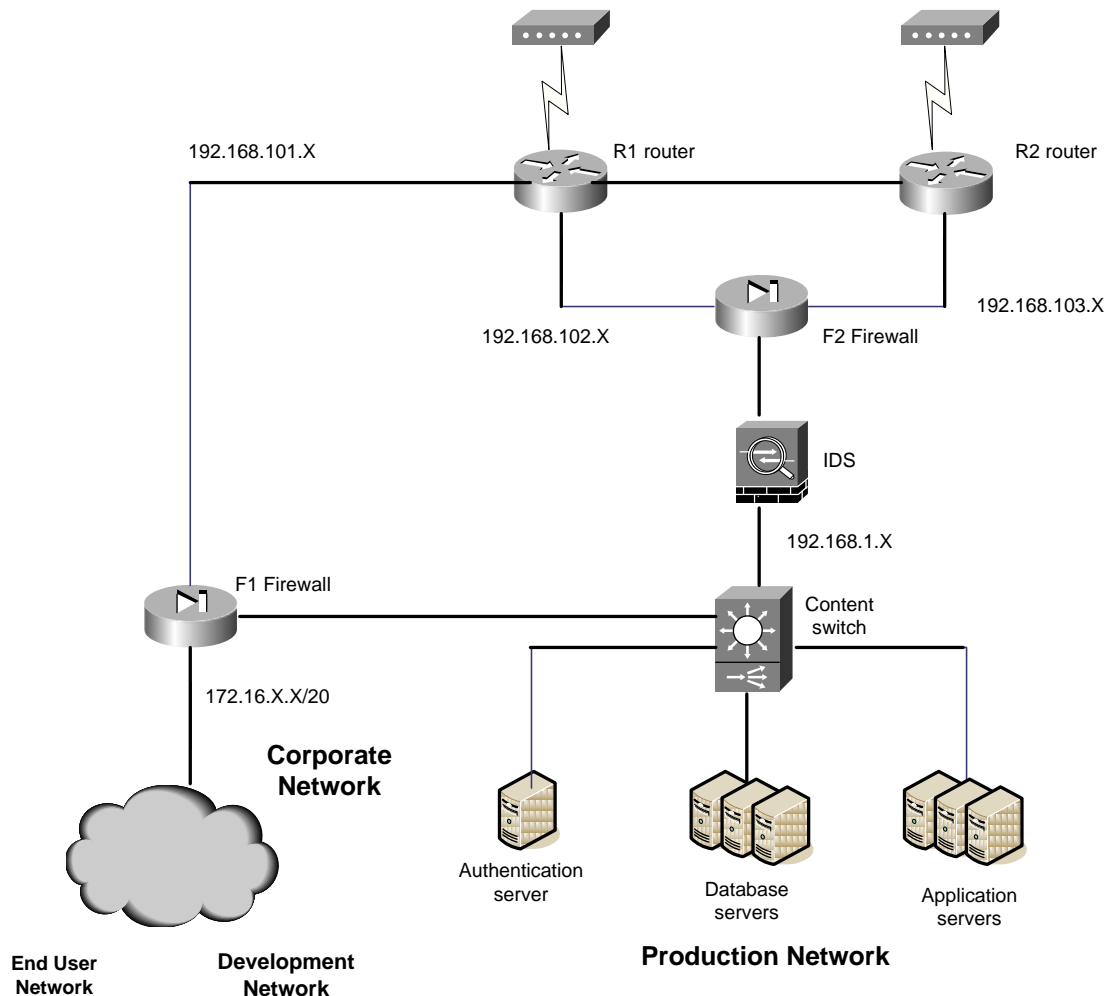 192.168.101.X
R1 router
R2 router
192.168.102.X
F2 Firewall
192.168.103.X
IDS
192.168.1.X
F1 Firewall
Content
switch
172.16.X.X/20
Corporate
Network
Authentication
server
Database
servers
Application
servers
End User
Network
Development
Network
Production Network